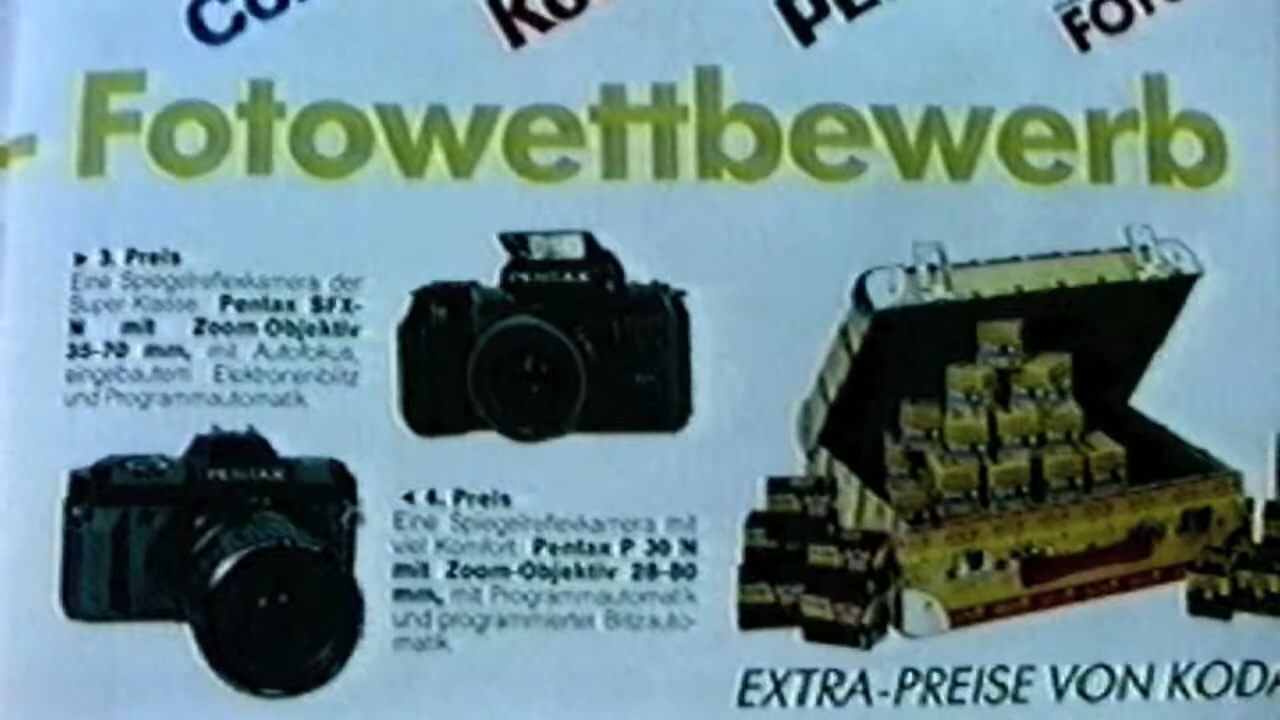 Fotowettbewerb
▸ 3. Preis
Eine Spiegelreflexkamera der
Super-Klasse: Pentax SFX-
N mit Zoom-Objektiv
35-70 mm, mit Autofokus,
eingebautem Elektronenblitz
und Programmautomatik
PENTAX
PENTAX
◂ 4. Preis
Eine Spiegelreflexkamera mit
viel Komfort: Pentax P 30 N
mit Zoom-Objektiv 28-80
mm, mit Programmautomatik
und programmierter Blitzauto-
matik
EXTRA-PREISE VON KODA